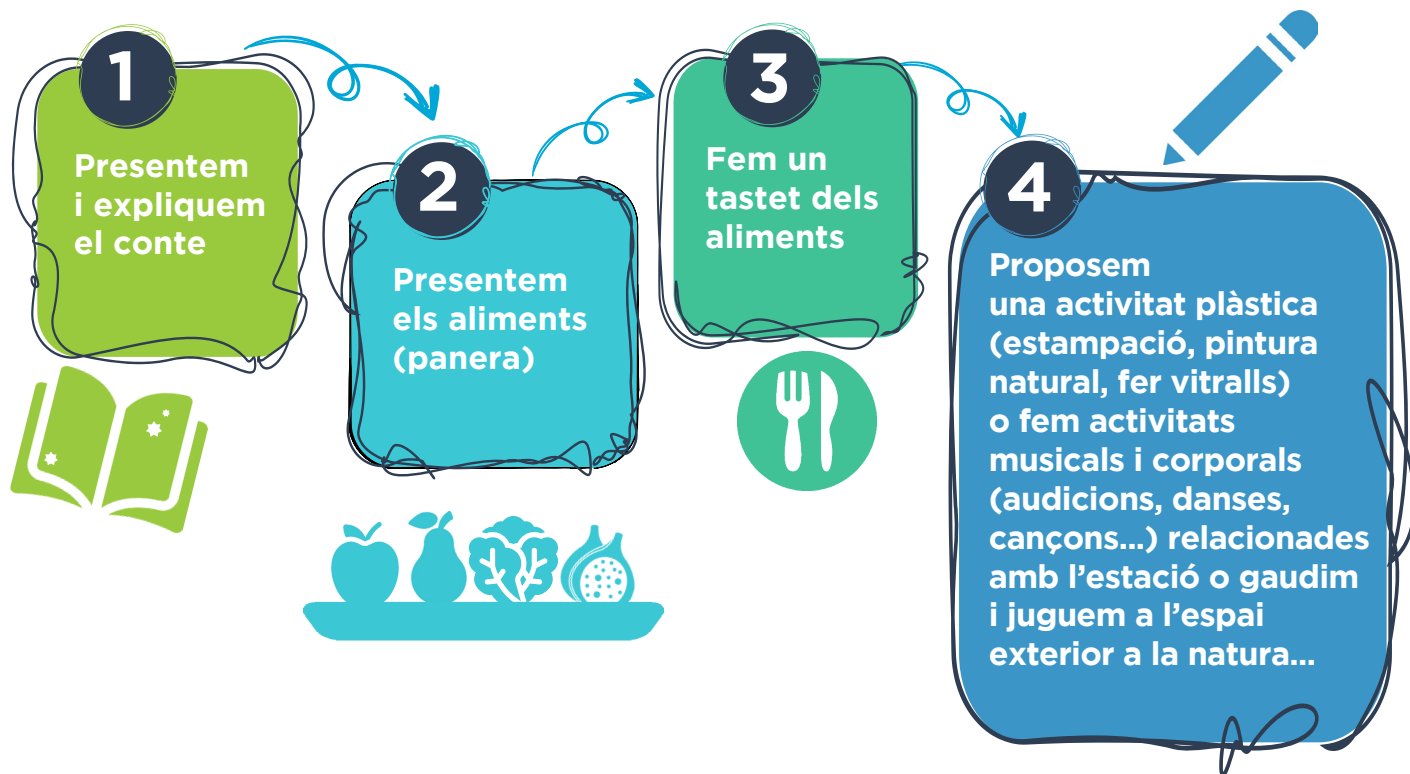 1
Presentem
i expliquem
el conte
2
Presentem
els aliments
(panera)
3
Fem un
tastet dels
aliments
4
Proposem
una activitat plàstica
(estampació, pintura
natural, fer vitralls)
o fem activitats
musicals i corporals
(audicions, danses,
cançons...) relacionades
amb l’estació o gaudim
i juguem a l’espai
exterior a la natura...